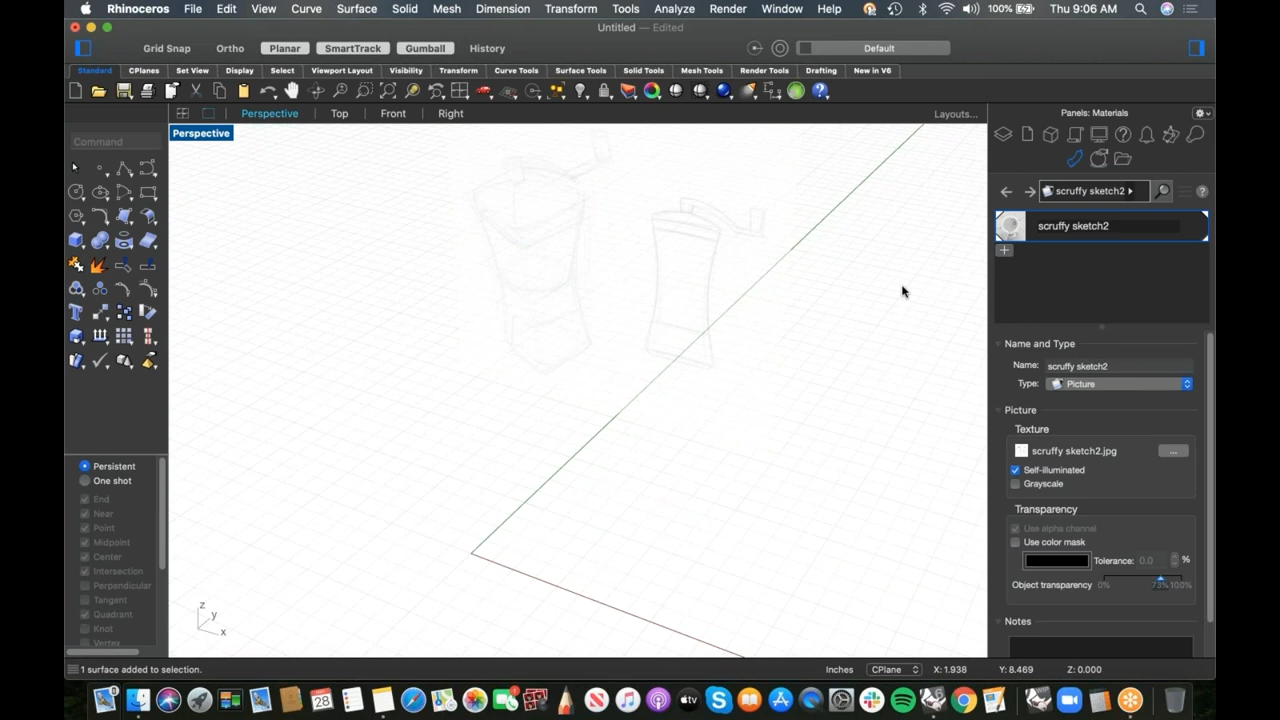 Rhinoceros File Edit View Curve Surface Solid Mesh Dimension Transform Tools Analyze Render Window Help 100% Thu 9:06 AM
Untitled — Edited
Grid Snap Ortho Planar SmartTrack Gumball History Default
Standard CPlanes Set View Display Select Viewport Layout Visibility Transform Curve Tools Surface Tools Solid Tools Mesh Tools Render Tools Drafting New in V6
Perspective Top Front Right Layouts... Panels: Materials
Perspective
Command
scruffy sketch2
scruffy sketch2
Name and Type
Name: scruffy sketch2
Type: Picture
Picture
Texture
scruffy sketch2.jpg ...
Self-illuminated
Grayscale
Transparency
Use alpha channel
Use color mask
Tolerance: 0.0 %
Object transparency 0% 73% 100%
Notes
Persistent
One shot
End
Near
Point
Midpoint
Center
Intersection
Perpendicular
Tangent
Quadrant
Knot
Vertex
z
y
x
1 surface added to selection. Inches CPlane X: 1.938 Y: 8.469 Z: 0.000
28